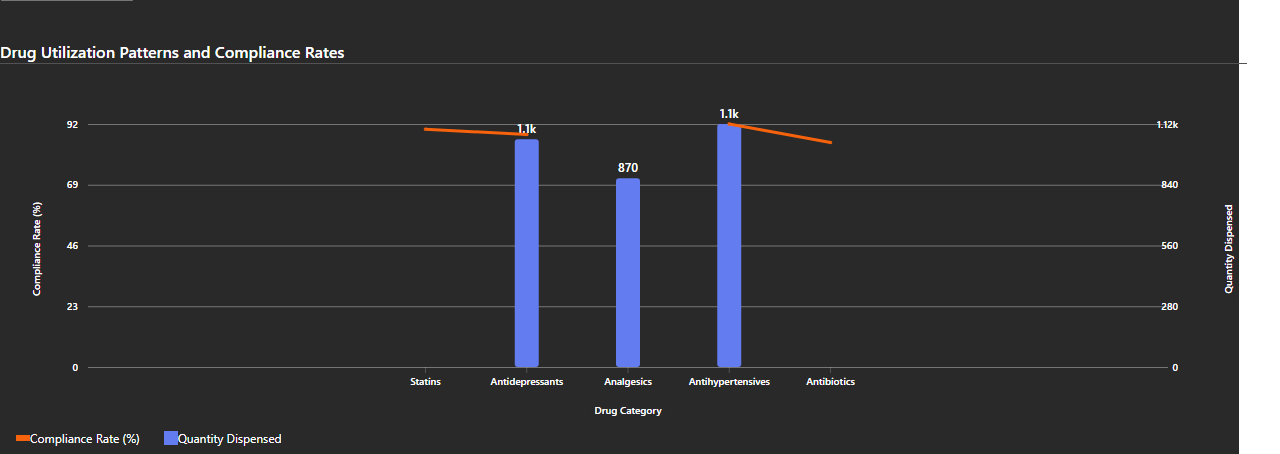 Drug Utilization Patterns and Compliance Rates
1.1k
1.1k
870
92
69
46
23
0
Compliance Rate (%)
1.12k
840
560
280
0
Quantity Dispensed
Statins
Antidepressants
Analgesics
Antihypertensives
Antibiotics
Drug Category
Compliance Rate (%)
Quantity Dispensed